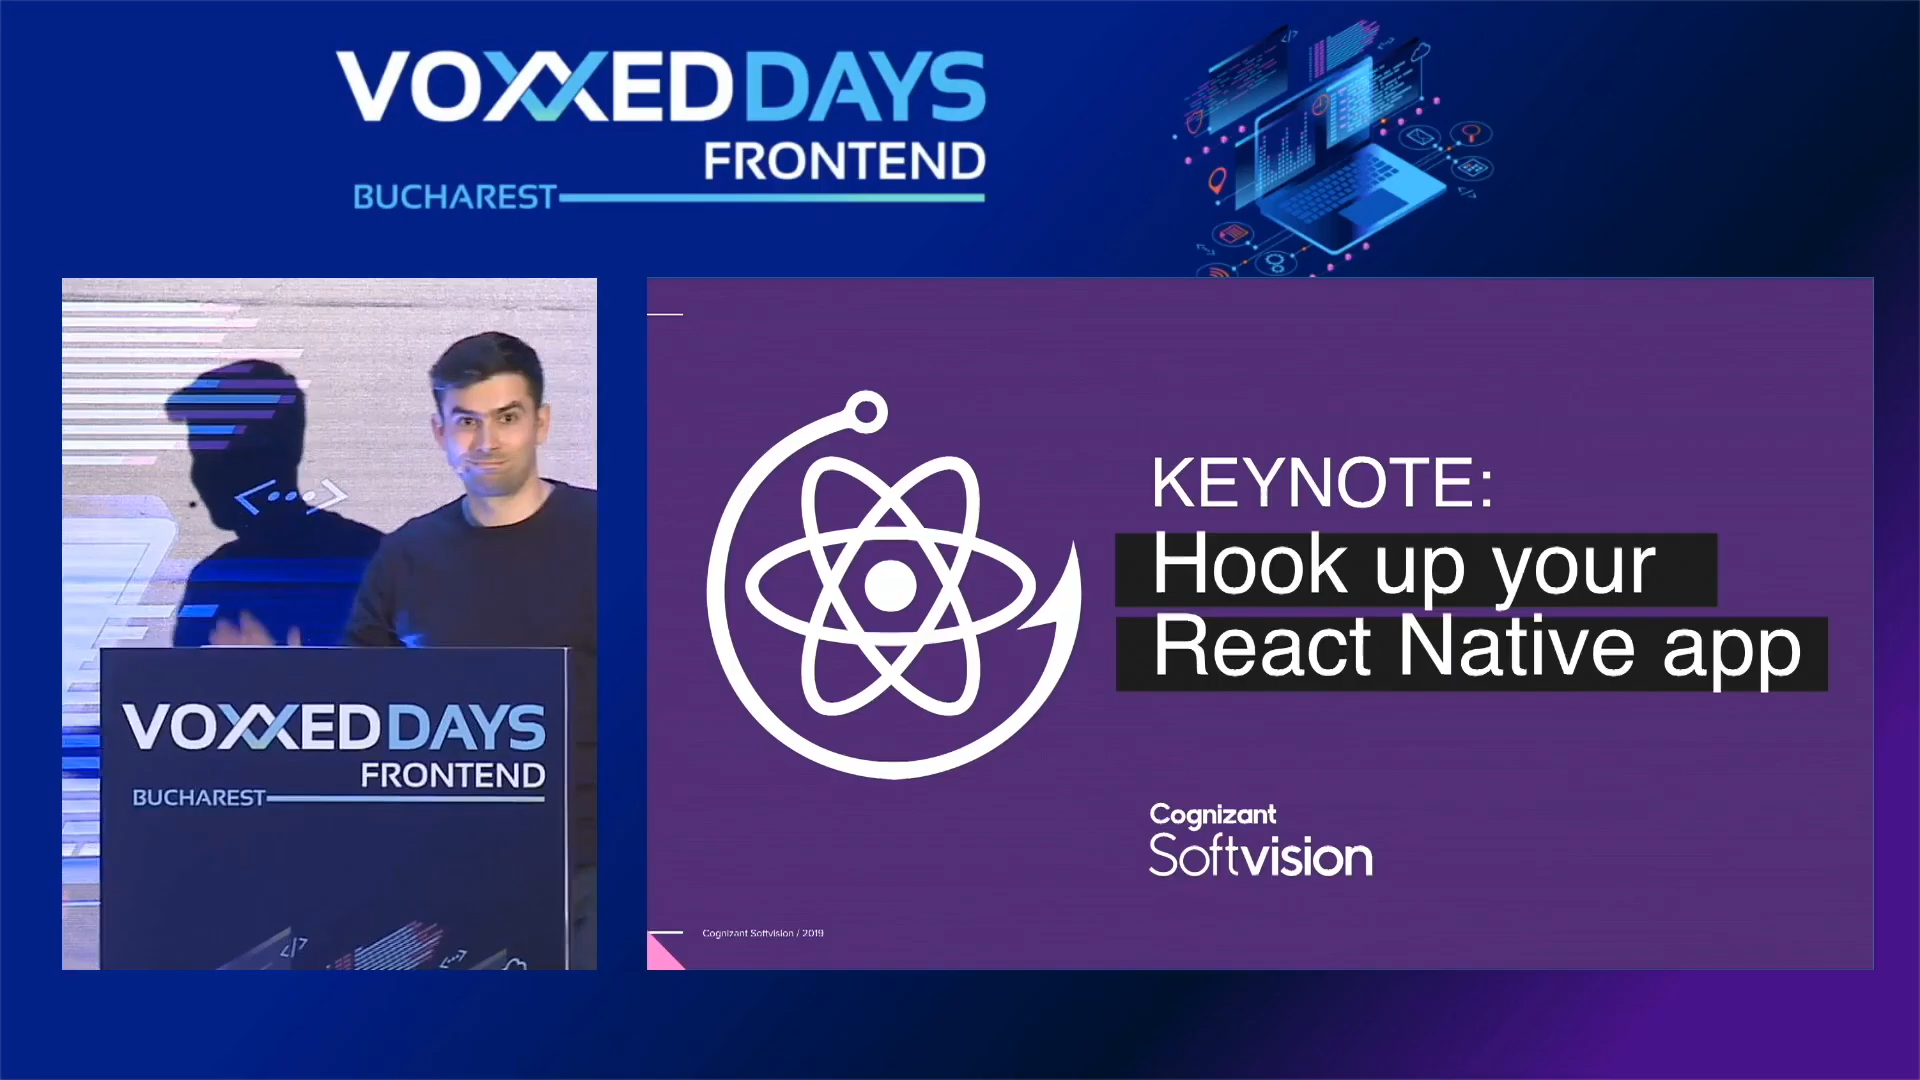 VOXXED DAYS
FRONTEND
BUCHAREST
</>
</>
<•••>
VOXXED DAYS
FRONTEND
BUCHAREST
</>
KEYNOTE:
Hook up your
React Native app
Cognizant
Softvision
Cognizant Softvision / 2019